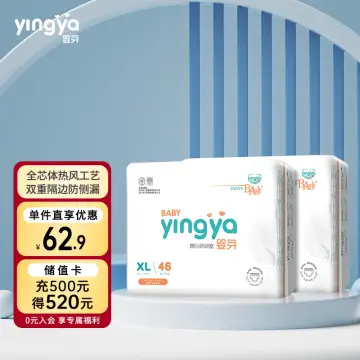 yingya
婴芽
全芯体热风工艺
双重隔边防侧漏
单件直享优惠
¥62.9
储值卡
充500元
得520元
0元入会 享专属福利
BABY
yingya
婴芽
XL 46
yingya
BABY